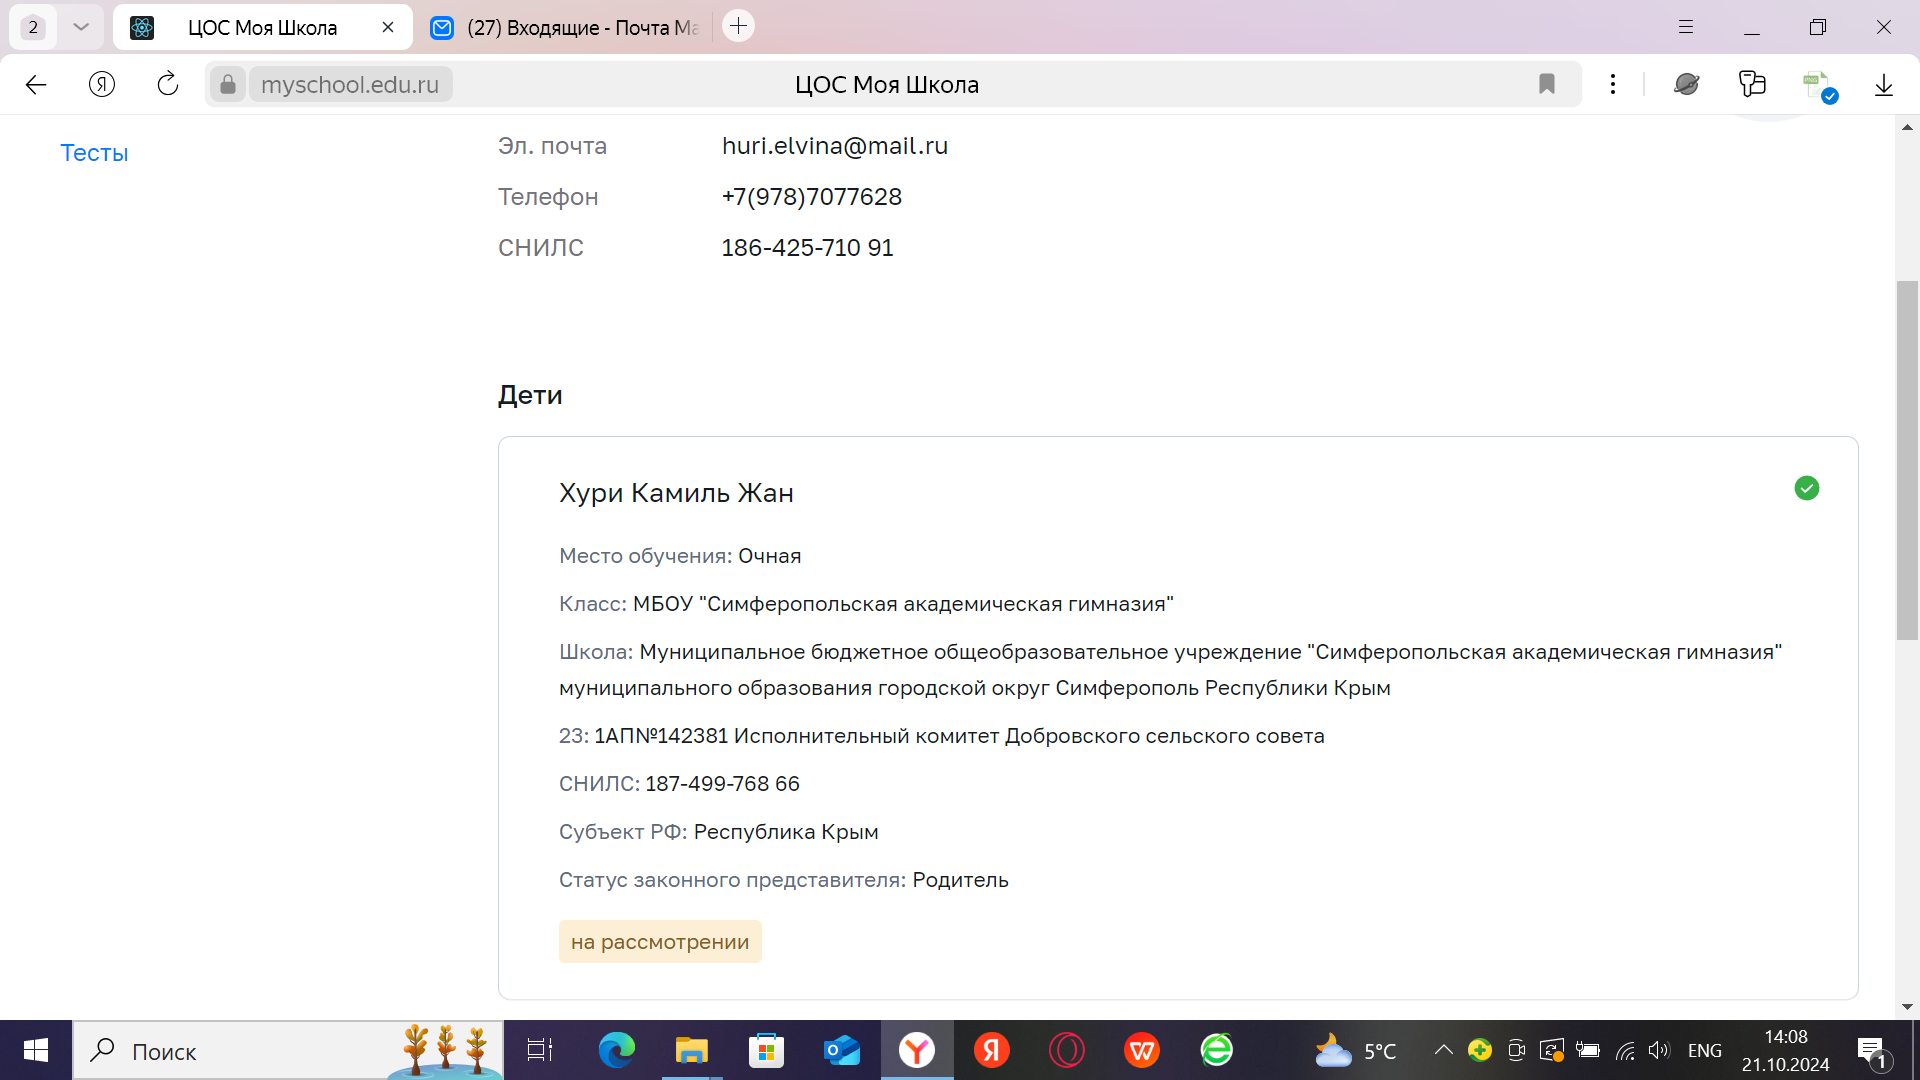 2
ЦОС Моя Школа
(27) Входящие - Почта Ma
myschool.edu.ru
ЦОС Моя Школа
Тесты
Эл. почта huri.elvina@mail.ru
Телефон +7(978)7077628
СНИЛС 186-425-710 91
Дети
Хури Камиль Жан
Место обучения: Очная
Класс: МБОУ "Симферопольская академическая гимназия"
Школа: Муниципальное бюджетное общеобразовательное учреждение "Симферопольская академическая гимназия"
муниципального образования городской округ Симферополь Республики Крым
23: 1АП№142381 Исполнительный комитет Добровского сельского совета
СНИЛС: 187-499-768 66
Субъект РФ: Республика Крым
Статус законного представителя: Родитель
на рассмотрении
Поиск
5°C
ENG
14:08
21.10.2024
1